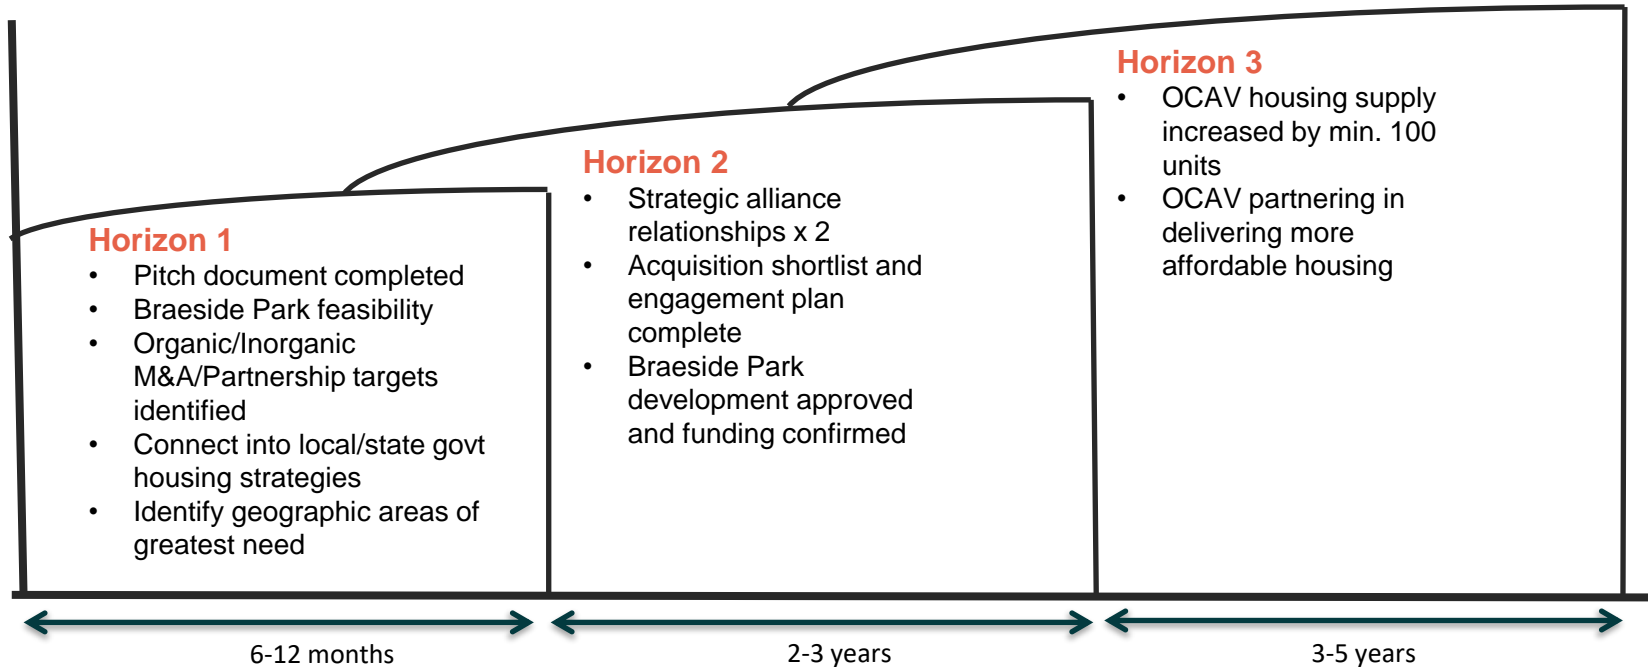 Horizon 1
• Pitch document completed
• Braeside Park feasibility
• Organic/Inorganic
M&A/Partnership targets
identified
• Connect into local/state govt
housing strategies
• Identify geographic areas of
greatest need
Horizon 2
• Strategic alliance
relationships x 2
• Acquisition shortlist and
engagement plan
complete
• Braeside Park
development approved
and funding confirmed
Horizon 3
• OCAV housing supply
increased by min. 100
units
• OCAV partnering in
delivering more
affordable housing
6-12 months
2-3 years
3-5 years